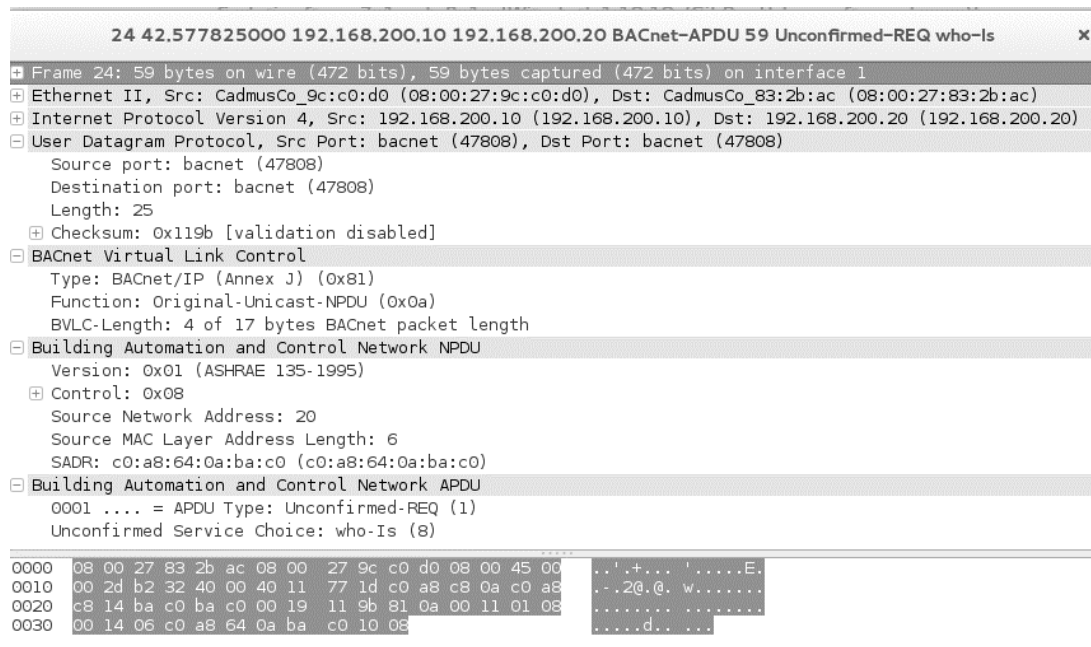 24 42.577825000 192.168.200.10 192.168.200.20 BACnet-APDU 59 Unconfirmed-REQ who-Is
Frame 24: 59 bytes on wire (472 bits), 59 bytes captured (472 bits) on interface 1
Ethernet II, Src: CadmusCo_9c:c0:d0 (08:00:27:9c:c0:d0), Dst: CadmusCo_83:2b:ac (08:00:27:83:2b:ac)
Internet Protocol Version 4, Src: 192.168.200.10 (192.168.200.10), Dst: 192.168.200.20 (192.168.200.20)
User Datagram Protocol, Src Port: bacnet (47808), Dst Port: bacnet (47808)
Source port: bacnet (47808)
Destination port: bacnet (47808)
Length: 25
Checksum: 0x119b [validation disabled]
BACnet Virtual Link Control
Type: BACnet/IP (Annex J) (0x81)
Function: Original-Unicast-NPDU (0x0a)
BVLC-Length: 4 of 17 bytes BACnet packet length
Building Automation and Control Network NPDU
Version: 0x01 (ASHRAE 135-1995)
Control: 0x08
Source Network Address: 20
Source MAC Layer Address Length: 6
SADR: c0:a8:64:0a:ba:c0 (c0:a8:64:0a:ba:c0)
Building Automation and Control Network APDU
0001 .... = APDU Type: Unconfirmed-REQ (1)
Unconfirmed Service Choice: who-Is (8)
0000 08 00 27 83 2b ac 08 00 27 9c c0 d0 08 00 45 00 ..'.+... '.....E.
0010 00 2d b2 32 40 00 40 11 77 1d c0 a8 c8 0a c0 a8 .-.2@.@. w.......
0020 c8 14 ba c0 ba c0 00 19 11 9b 81 0a 00 11 01 08 ........ ........
0030 00 14 06 c0 a8 64 0a ba c0 10 08 .....d.. ...